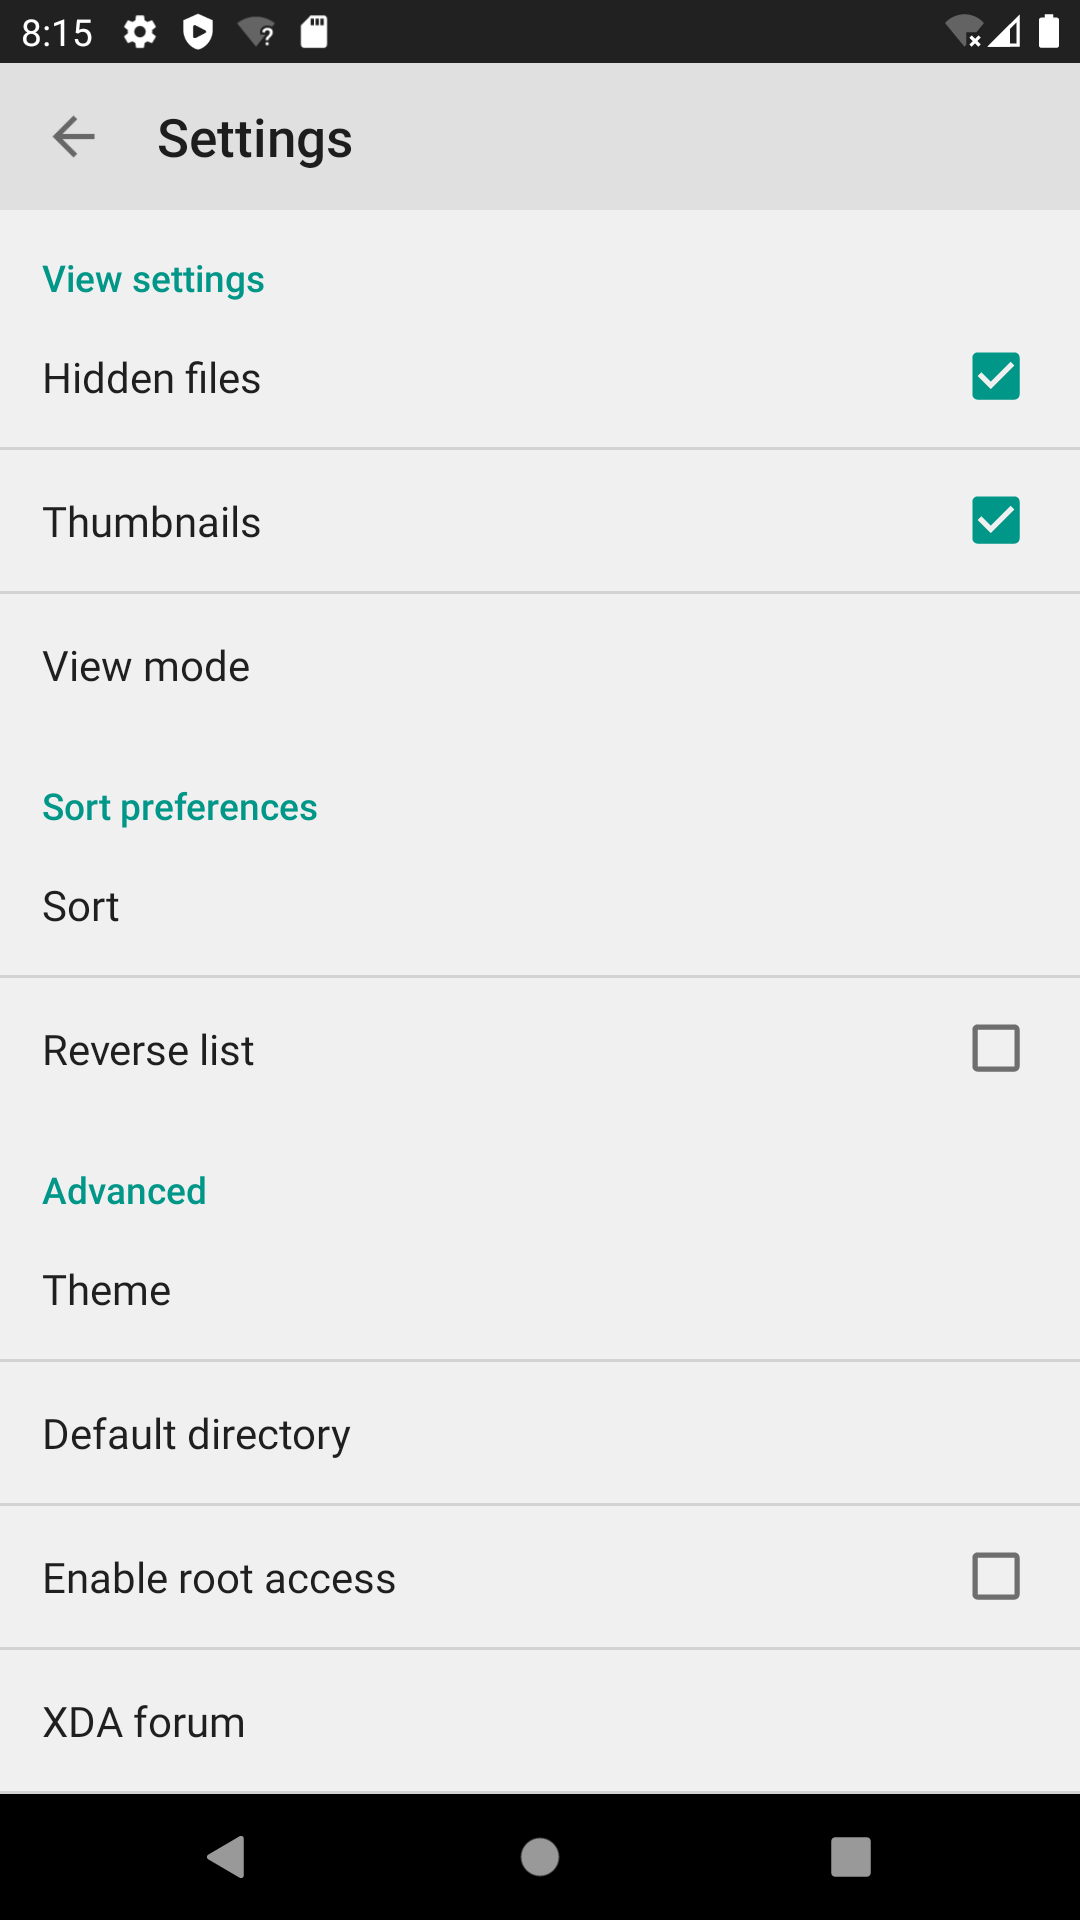 8:15
Settings
View settings
Hidden files
Thumbnails
View mode
Sort preferences
Sort
Reverse list
Advanced
Theme
Default directory
Enable root access
XDA forum